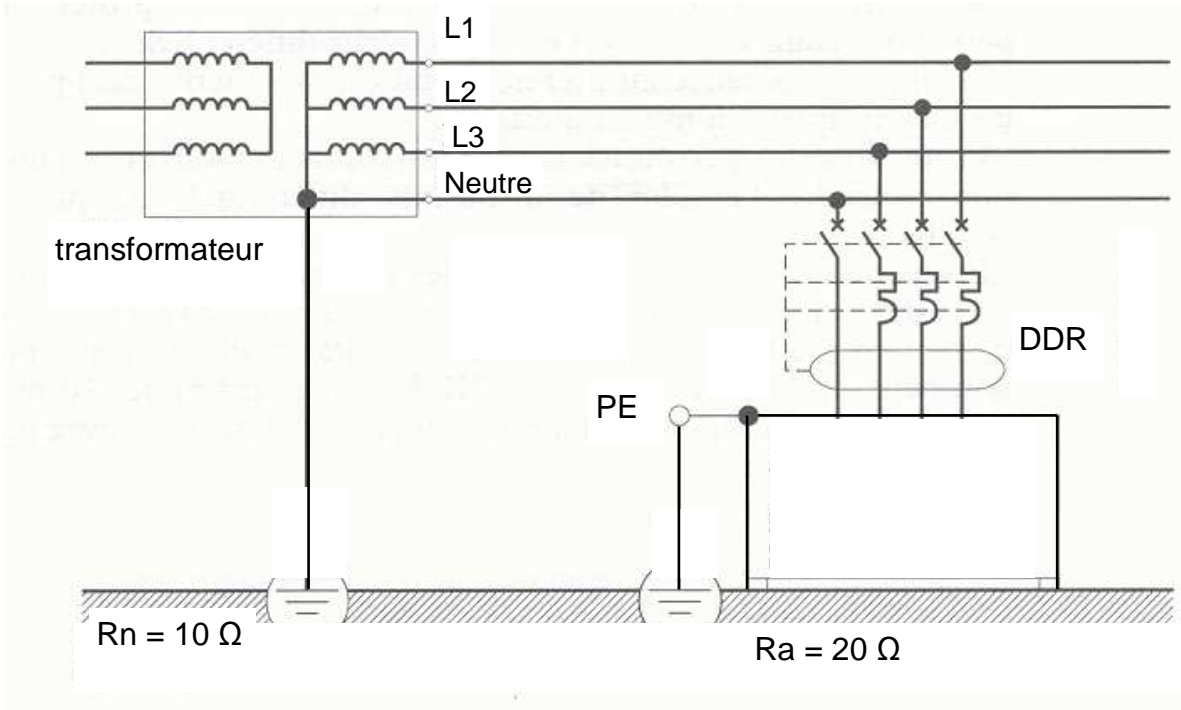 L1
L2
L3
Neutre
transformateur
DDR
PE
Rn = 10 Ω
Ra = 20 Ω